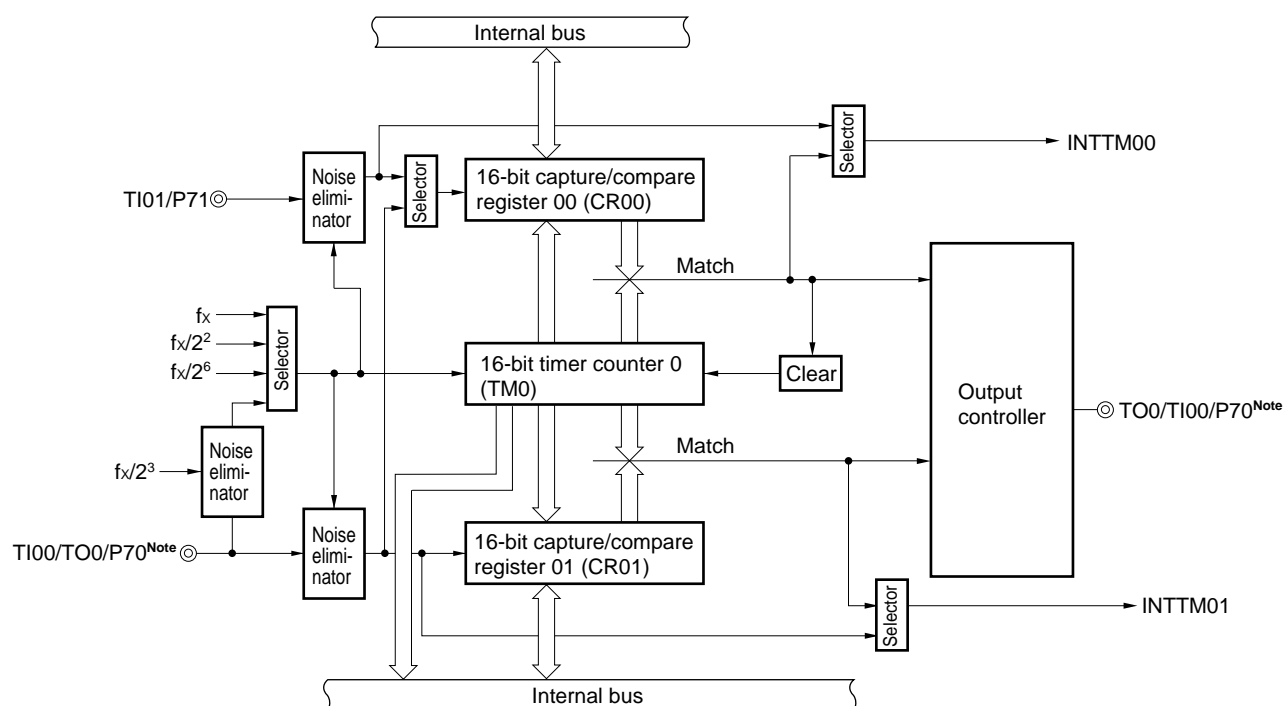 Internal bus
INTTM00
Selector
Noise
elimi-
nator
Selector
16-bit capture/compare
register 00 (CR00)
TI01/P71
Match
fX
fX/2²
fX/2⁶
Selector
16-bit timer counter 0
(TM0)
Clear
Output
controller
TO0/TI00/P70Note
fX/2³
Noise
elimi-
nator
Match
TI00/TO0/P70Note
Noise
elimi-
nator
16-bit capture/compare
register 01 (CR01)
Selector
INTTM01
Internal bus